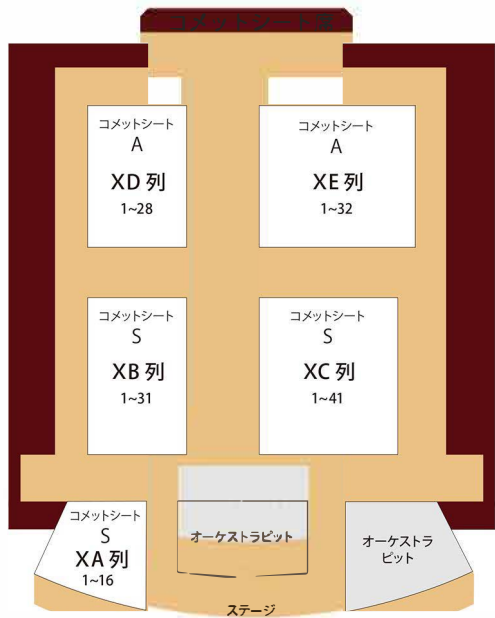 コメットシート席
コメットシート
A
XD 列
1~28
コメットシート
A
XE 列
1~32
コメットシート
S
XB 列
1~31
コメットシート
S
XC 列
1~41
コメットシート
S
XA 列
1~16
オーケストラピット
オーケストラ
ピット
ステージ